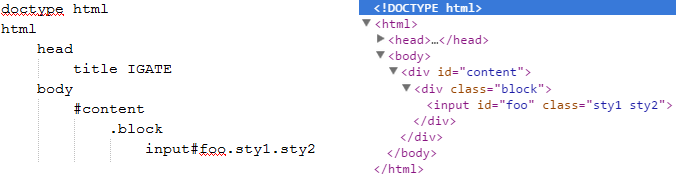 doctype html
html
head
title IGATE
body
#content
.block
input#foo.sty1.sty2
<!DOCTYPE html>
<html>
<head>…</head>
<body>
<div id="content">
<div class="block">
<input id="foo" class="sty1 sty2">
</div>
</div>
</body>
</html>